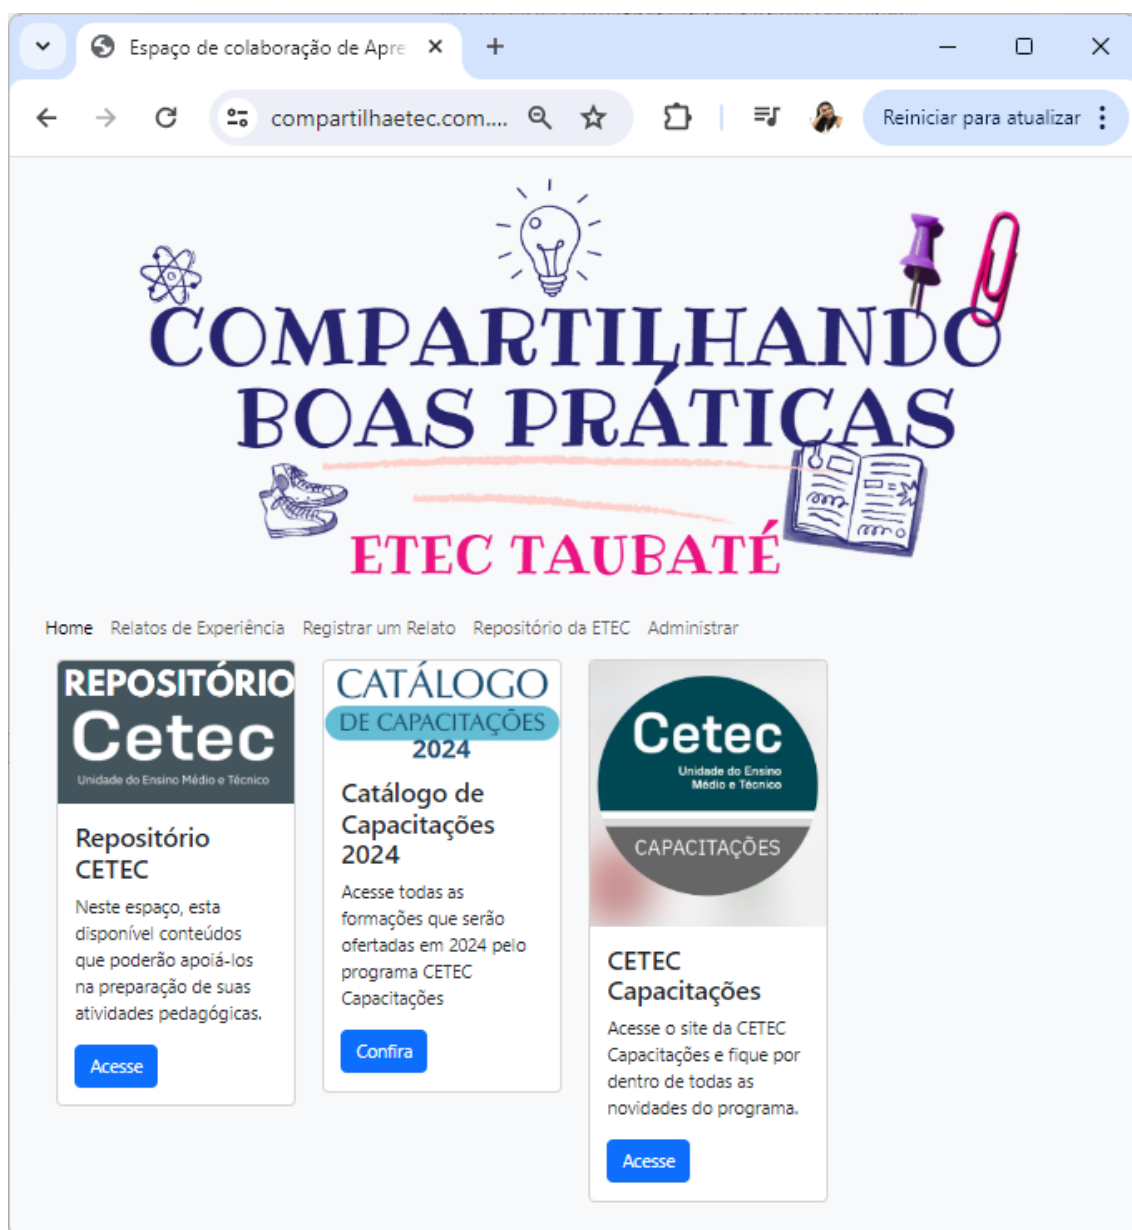 Espaço de colaboração de Apre
compartilhaetec.com....
Reiniciar para atualizar
COMPARTILHANDO
BOAS PRÁTICAS
ETEC TAUBATÉ
Home Relatos de Experiência Registrar um Relato Repositório da ETEC Administrar
REPOSITÓRIO
Cetec
Unidade do Ensino Médio e Técnico
Repositório
CETEC
Neste espaço, esta
disponível conteúdos
que poderão apoiá-los
na preparação de suas
atividades pedagógicas.
Acesse
CATÁLOGO
DE CAPACITAÇÕES
2024
Catálogo de
Capacitações
2024
Acesse todas as
formações que serão
ofertadas em 2024 pelo
programa CETEC
Capacitações
Confira
Cetec
Unidade do Ensino
Médio e Técnico
CAPACITAÇÕES
CETEC
Capacitações
Acesse o site da CETEC
Capacitações e fique por
dentro de todas as
novidades do programa.
Acesse